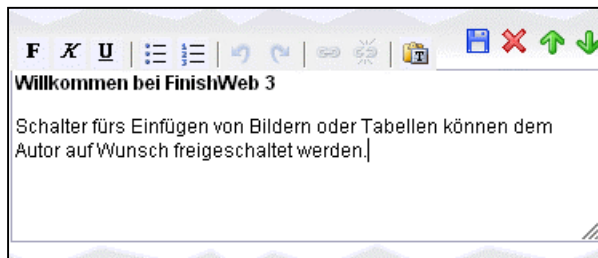 F K U
Willkommen bei FinishWeb 3
Schalter fürs Einfügen von Bildern oder Tabellen können dem
Autor auf Wunsch freigeschaltet werden.